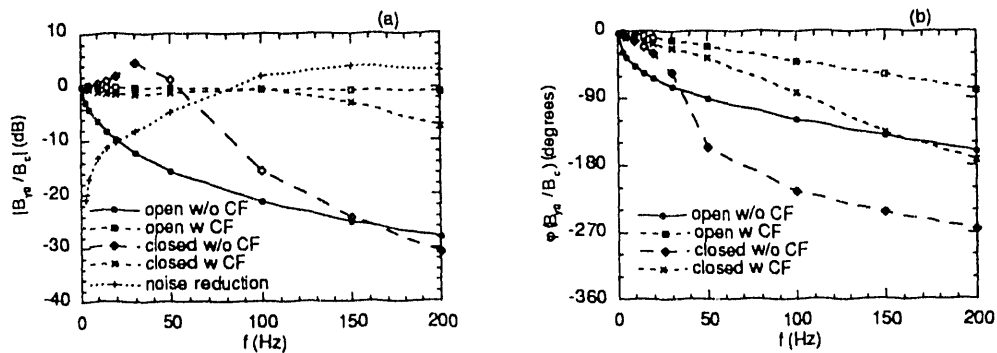 (a)
10
0
-10
-20
-30
-40
|B_ya/B_c| (dB)
open w/o CF
open w CF
closed w/o CF
closed w CF
noise reduction
0 50 100 150 200
f (Hz)
(b)
-0
-90
-180
-270
-360
φ(B_ya/B_c) (degrees)
open w/o CF
open w CF
closed w/o CF
closed w CF
0 50 100 150 200
f (Hz)